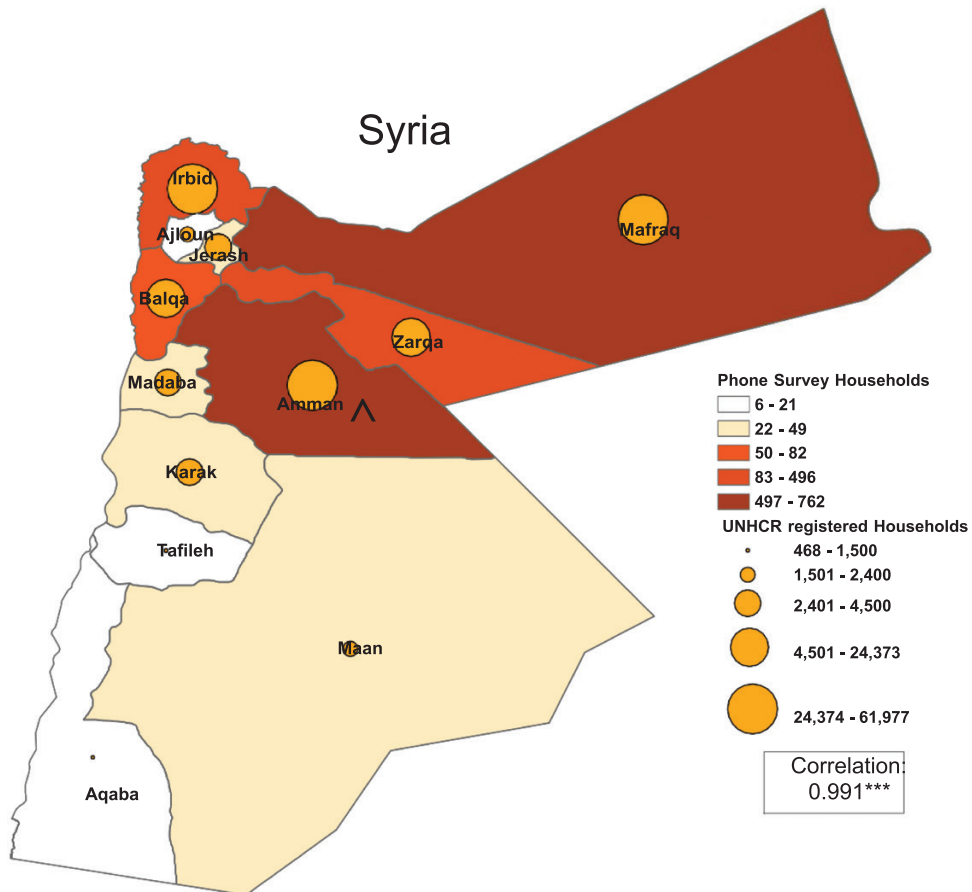 Syria
Irbid
Ajloun
Jerash
Mafraq
Balqa
Zarqa
Madaba
Amman
Karak
Tafileh
Maan
Aqaba
Phone Survey Households
6 - 21
22 - 49
50 - 82
83 - 496
497 - 762
UNHCR registered Households
468 - 1,500
1,501 - 2,400
2,401 - 4,500
4,501 - 24,373
24,374 - 61,977
Correlation:
0.991***